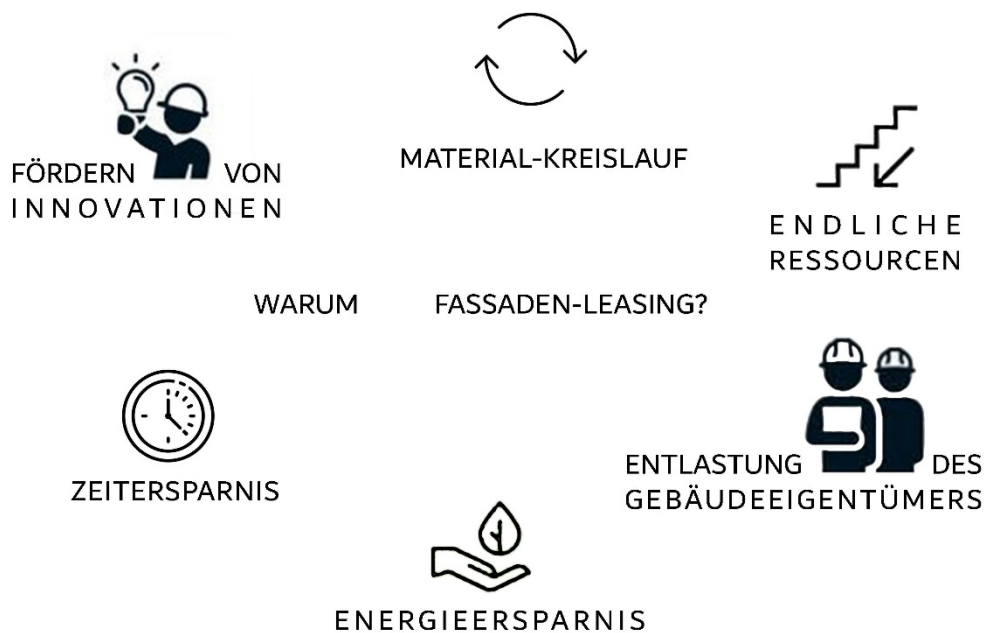 MATERIAL-KREISLAUF
FÖRDERN VON
INNOVATIONEN
ENDLICHE
RESSOURCEN
WARUM FASSADEN-LEASING?
ZEITERSPARNIS
ENTLASTUNG DES
GEBÄUDEEIGENTÜMERS
ENERGIEERSPARNIS